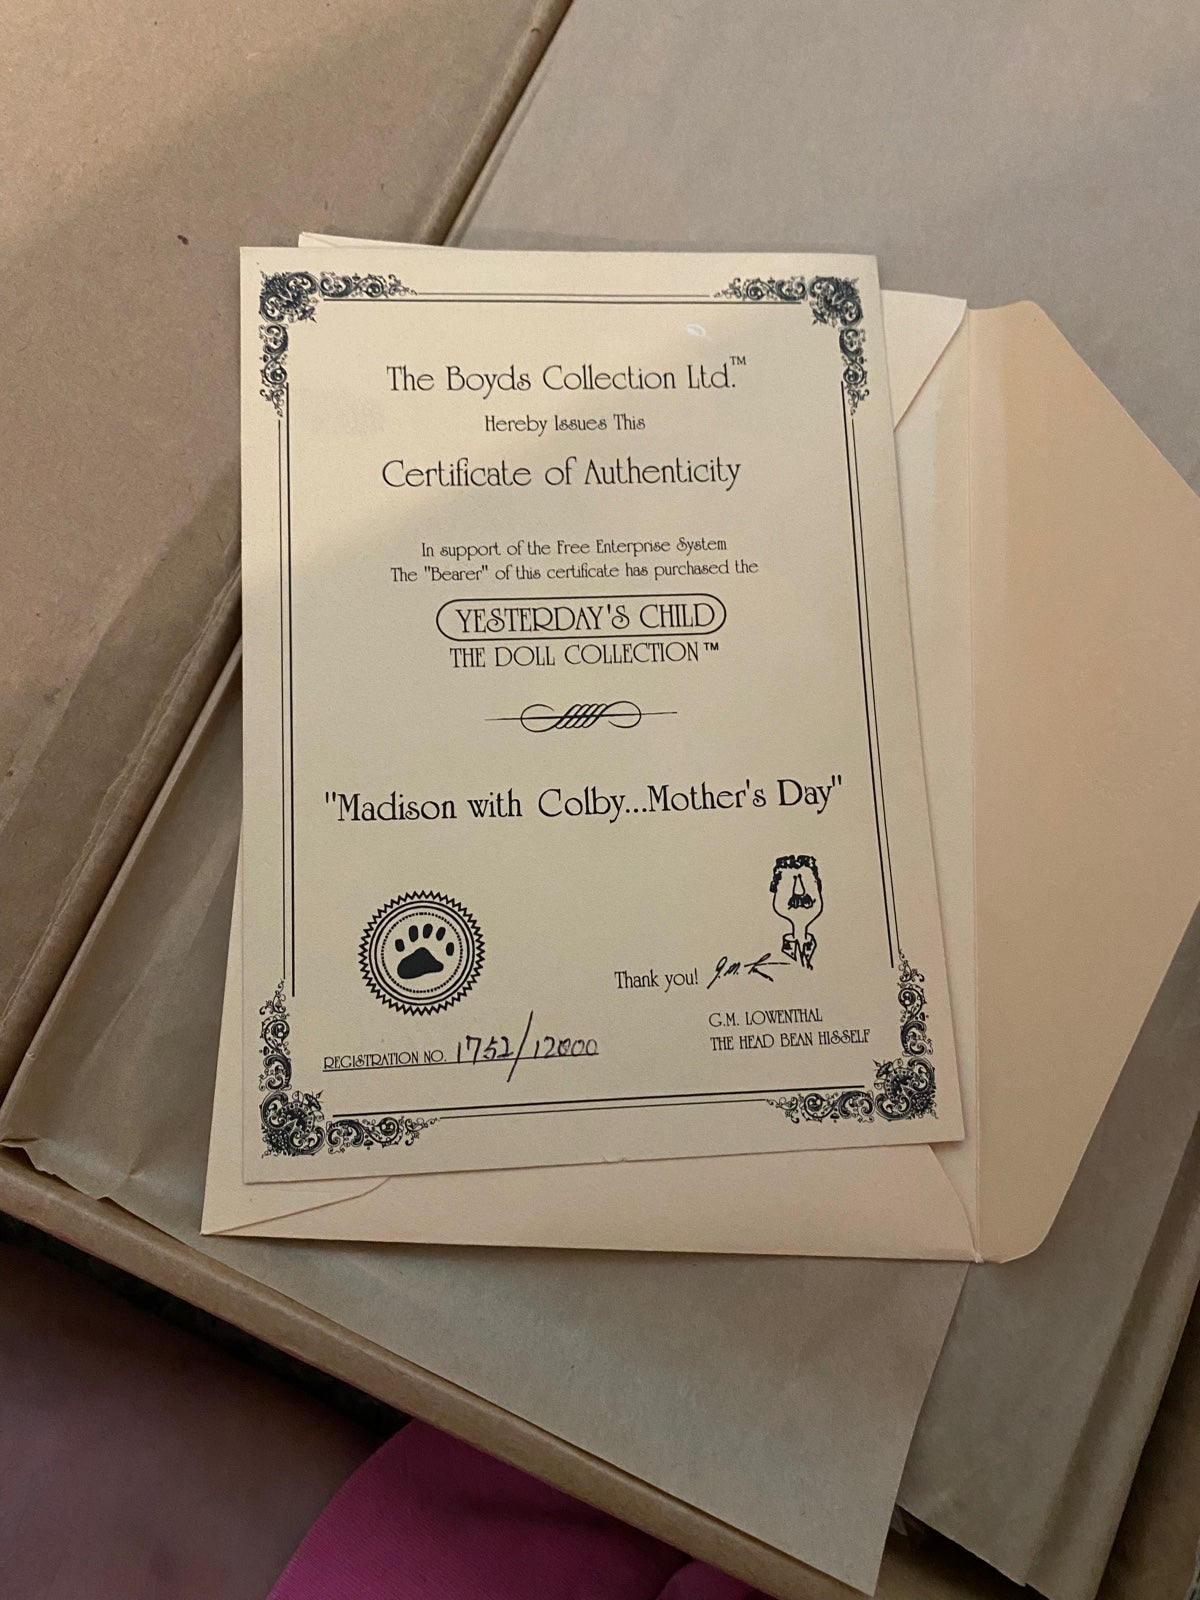 The Boyds Collection Ltd.™
Hereby Issues This
Certificate of Authenticity
In support of the Free Enterprise System
The "Bearer" of this certificate has purchased the
YESTERDAY'S CHILD
THE DOLL COLLECTION™
"Madison with Colby...Mother's Day"
Thank you! G.M. L
G.M. LOWENTHAL
THE HEAD BEAN HISSELF
REGISTRATION NO. 1752/12000